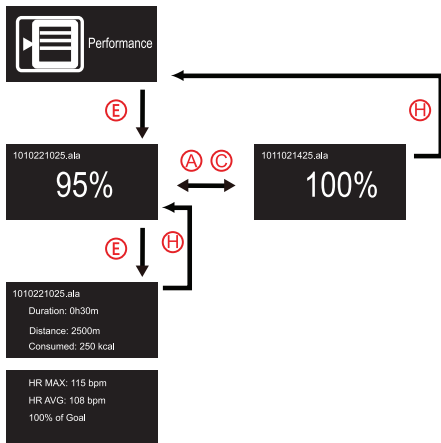 Performance
E
H
1010221025.ala
95%
A C
1011021425.ala
100%
E
H
1010221025.ala
Duration: 0h30m
Distance: 2500m
Consumed: 250 kcal
HR MAX: 115 bpm
HR AVG: 108 bpm
100% of Goal